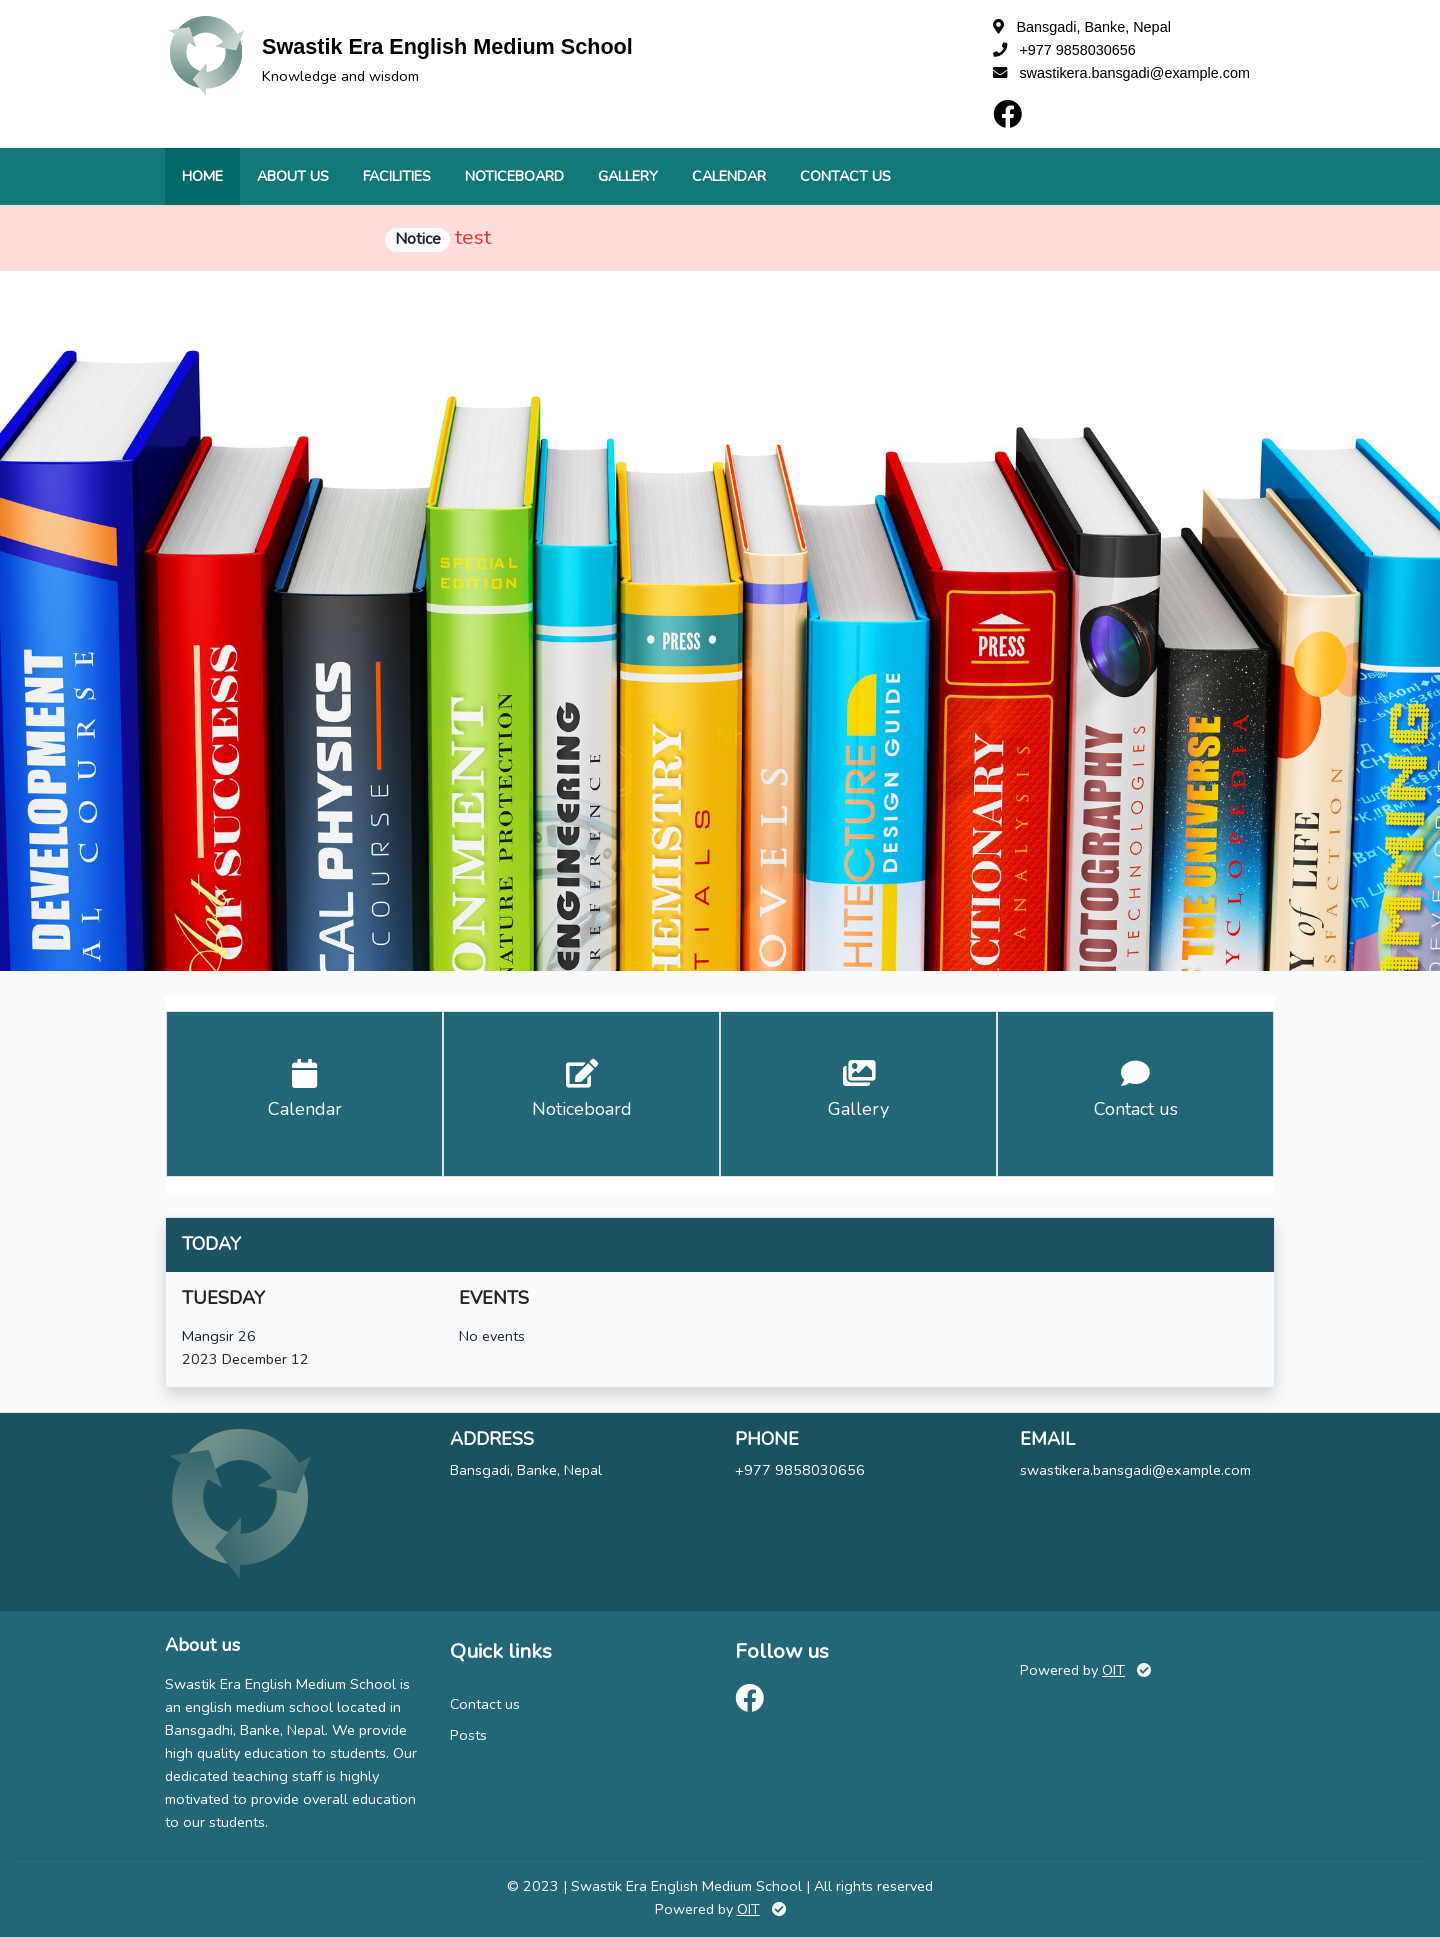 Swastik Era English Medium School
Knowledge and wisdom
Bansgadi, Banke, Nepal
+977 9858030656
swastikera.bansgadi@example.com
HOME ABOUT US FACILITIES NOTICEBOARD GALLERY CALENDAR CONTACT US
Notice test
DEVELOPMENT
AL COURSE
Art
OF SUCCESS
CAL PHYSICS
COURSE
SPECIAL
EDITION
ONMENT
NATURE PROTECTION
ENGINEERING
REFERENCE
PRESS
HEMISTRY
TIALS
OVELS
HITECTURE
DESIGN GUIDE
PRESS
CTIONARY
ANALYSIS
HOTOGRAPHY
TECHNOLOGIES
THE UNIVERSE
CYCLOPEDIA
Y of LIFE
SFACTION
MMING
Calendar
Noticeboard
Gallery
Contact us
TODAY
TUESDAY
Mangsir 26
2023 December 12
EVENTS
No events
ADDRESS
Bansgadi, Banke, Nepal
PHONE
+977 9858030656
EMAIL
swastikera.bansgadi@example.com
About us
Swastik Era English Medium School is
an english medium school located in
Bansgadhi, Banke, Nepal. We provide
high quality education to students. Our
dedicated teaching staff is highly
motivated to provide overall education
to our students.
Quick links
Contact us
Posts
Follow us
Powered by OIT
© 2023 | Swastik Era English Medium School | All rights reserved
Powered by OIT